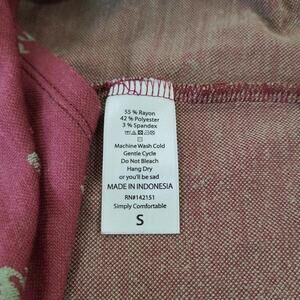 55 % Rayon
42 % Polyester
3 % Spandex
Machine Wash Cold
Gentle Cycle
Do Not Bleach
Hang Dry
or you'll be sad
MADE IN INDONESIA
RN#142151
Simply Comfortable
S